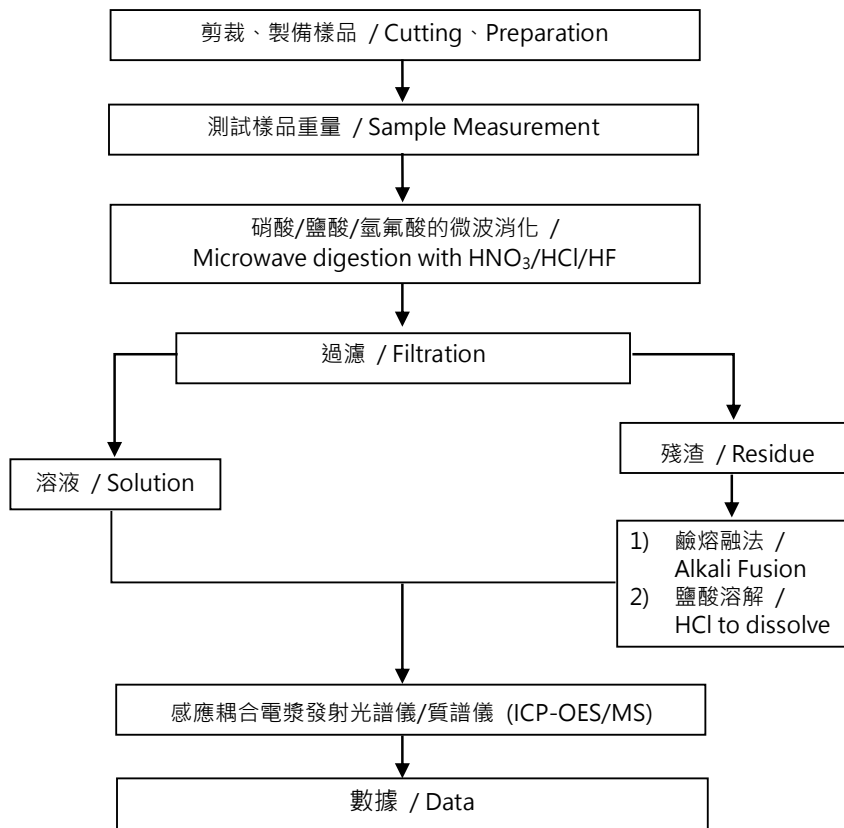 剪裁、製備樣品 / Cutting、Preparation
測試樣品重量 / Sample Measurement
硝酸/鹽酸/氫氟酸的微波消化 /
Microwave digestion with HNO₃/HCl/HF
過濾 / Filtration
溶液 / Solution
殘渣 / Residue
1) 鹼熔融法 /
Alkali Fusion
2) 鹽酸溶解 /
HCl to dissolve
感應耦合電漿發射光譜儀/質譜儀 (ICP-OES/MS)
數據 / Data